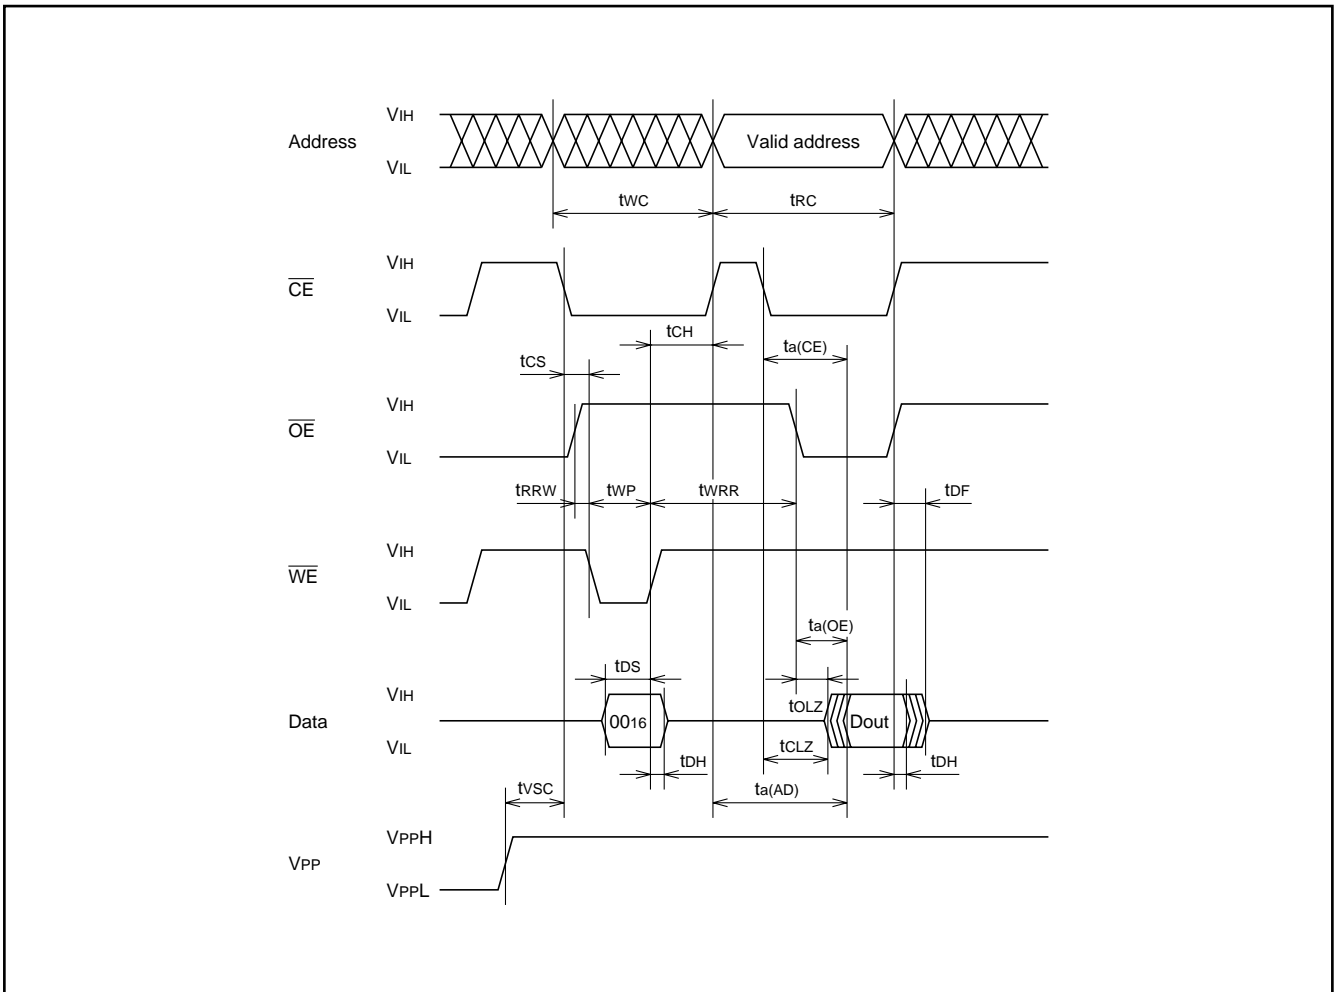 VIH
Address
Valid address
VIL
tWC
tRC
VIH
CE
VIL
tCH
ta(CE)
tCS
VIH
OE
VIL
tRRW
tWP
tWRR
tDF
VIH
WE
VIL
ta(OE)
tDS
VIH
tOLZ
Data
0016
Dout
VIL
tCLZ
tDH
tDH
tVSC
ta(AD)
VPPH
VPP
VPPL